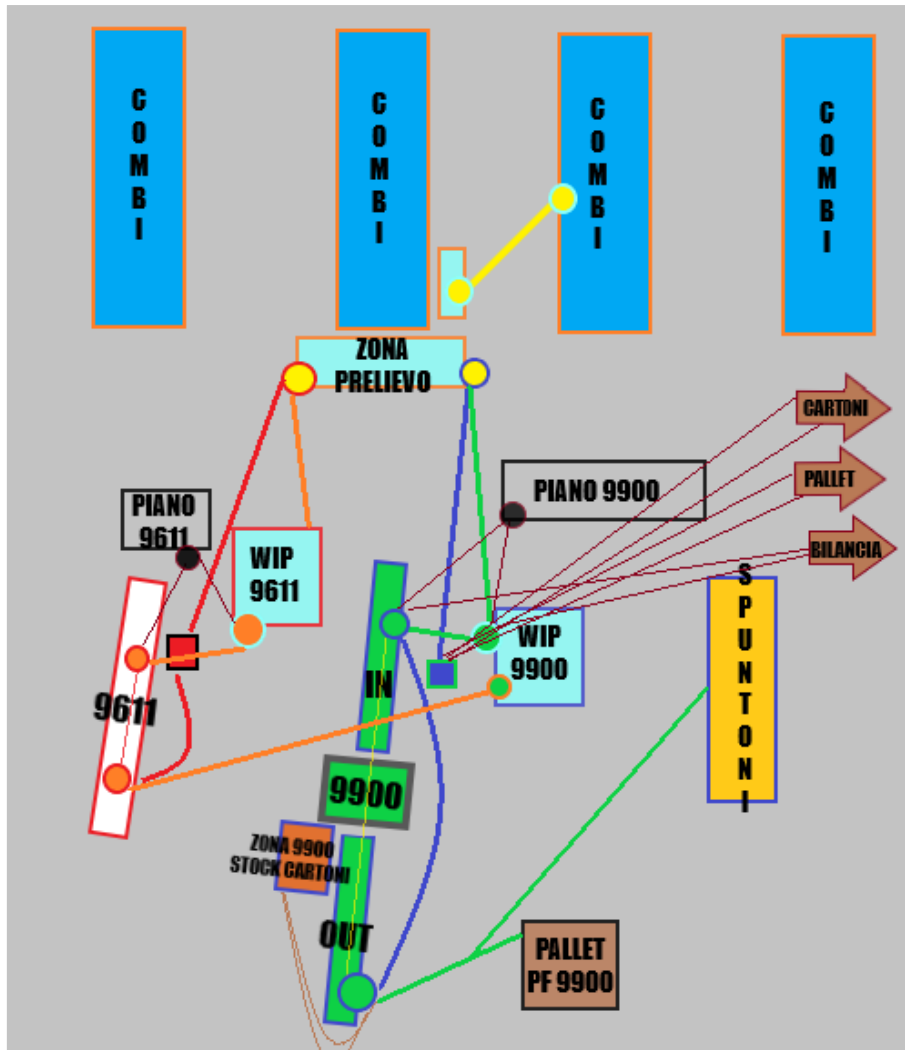 COMBI
COMBI
COMBI
COMBI
ZONA
PRELIEVO
CARTONI
PIANO 9900
PALLET
PIANO
9611
WIP
9611
BILANCIA
SPUNTONI
WIP
9900
IN
9611
9900
ZONA 9900
STOCK CARTONI
OUT
PALLET
PF 9900